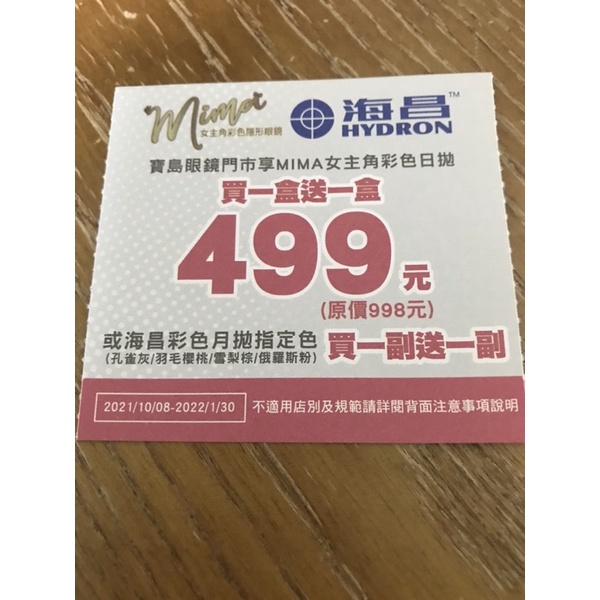 Mima
女主角彩色隱形眼鏡
海昌™
HYDRON
寶島眼鏡門市享MIMA女主角彩色日拋
買一盒送一盒
499元
(原價998元)
或海昌彩色月拋指定色
(孔雀灰/羽毛櫻桃/雪梨棕/俄羅斯粉)
買一副送一副
2021/10/08-2022/1/30
不適用店別及規範請詳閱背面注意事項說明